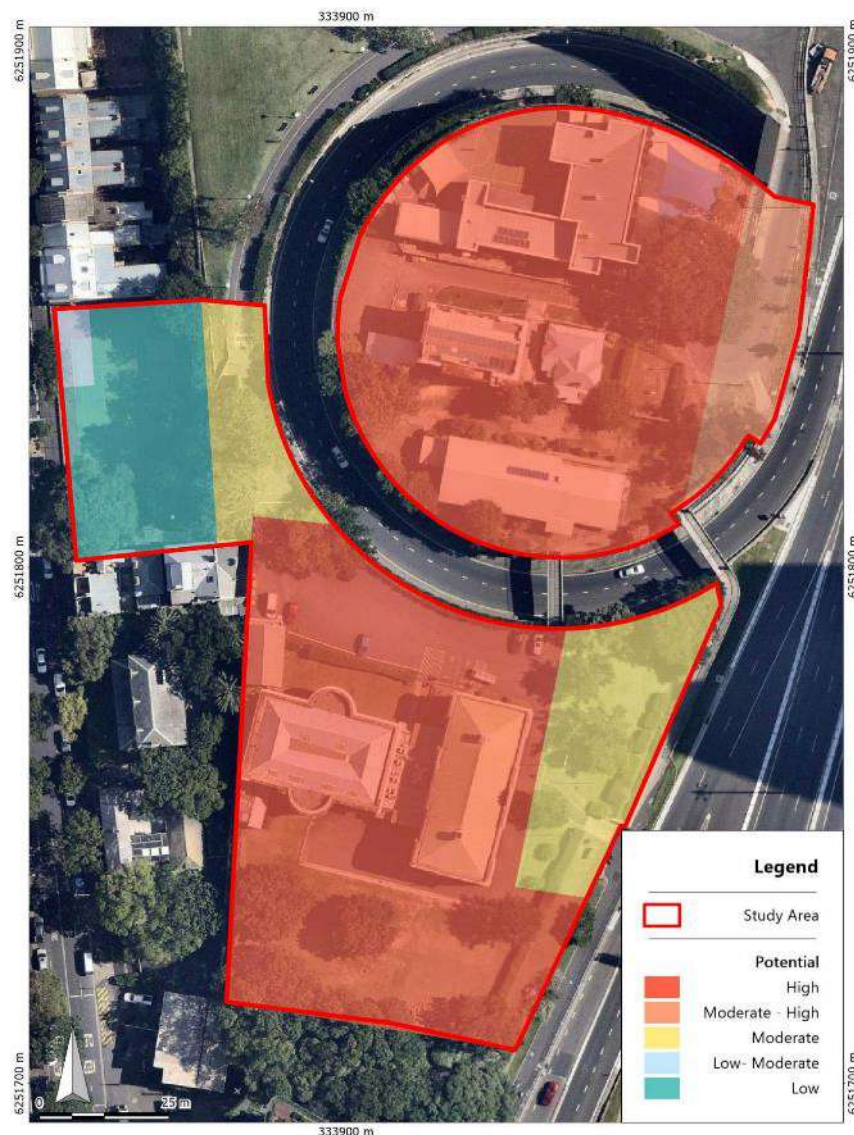 333900 m
6251900 m
6251900 m
6251800 m
6251800 m
Legend
Study Area
Potential
High
Moderate - High
Moderate
Low- Moderate
Low
6251700 m
6251700 m
0 25 m
333900 m